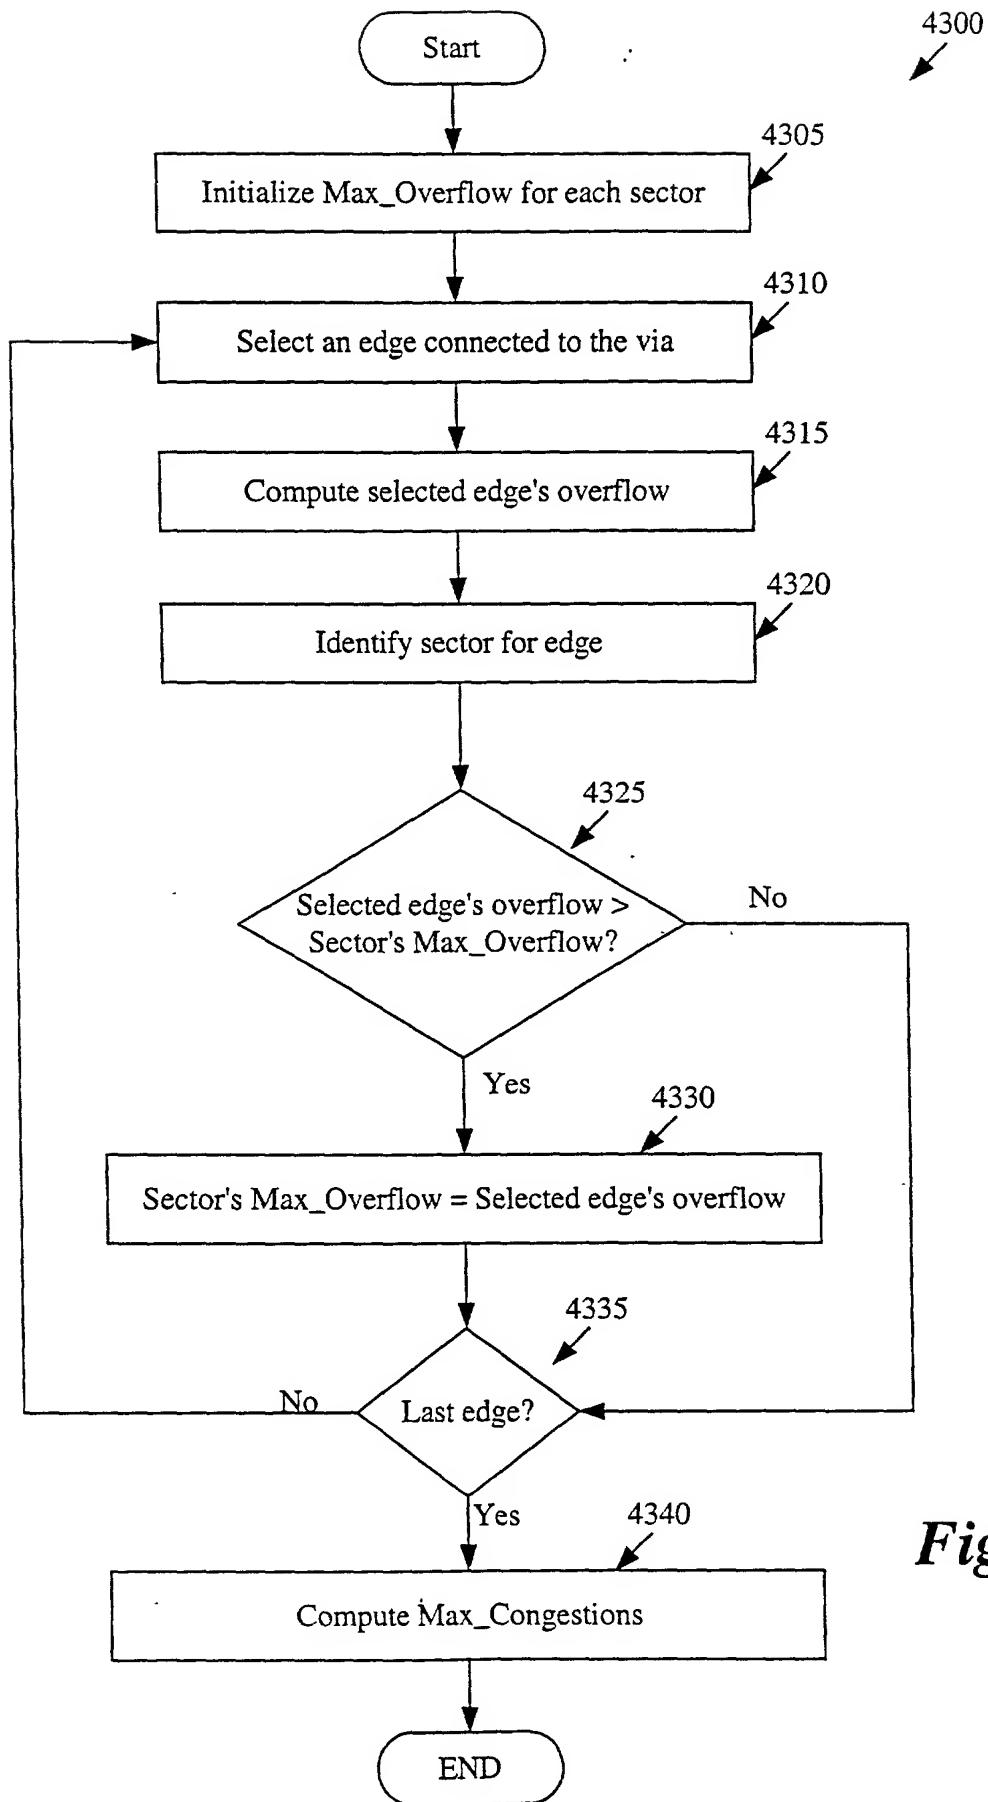 4300
Start
4305
Initialize Max_Overflow for each sector
4310
Select an edge connected to the via
4315
Compute selected edge's overflow
4320
Identify sector for edge
4325
Selected edge's overflow >
Sector's Max_Overflow?
No
Yes
4330
Sector's Max_Overflow = Selected edge's overflow
4335
Last edge?
No
Yes
4340
Compute Max_Congestions
END
Fig